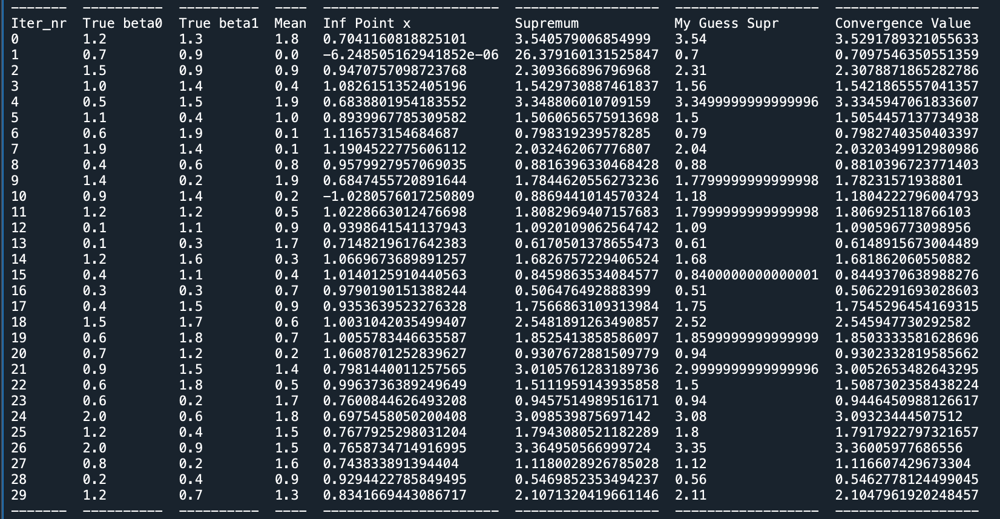 -------  ----------  ----------  ----  ----------------------  ------------------  ------------------  ------------------
Iter_nr  True beta0  True beta1  Mean  Inf Point x             Supremum            My Guess Supr       Convergence Value
0        1.2         1.3         1.8   0.7041160818825101      3.540579006854999   3.54                3.5291789321055633
1        0.7         0.9         0.0   -6.248505162941852e-06  26.379160131525847  0.7                 0.7097546350551359
2        1.5         0.9         0.9   0.9470757098723768      2.309366896796968   2.31                2.3078871865282786
3        1.0         1.4         0.4   1.0826151352405196      1.5429730887461837  1.56                1.5421865557041357
4        0.5         1.5         1.9   0.6838801954183552      3.348806010709159   3.3499999999999996  3.3345947061833607
5        1.1         0.4         1.0   0.8939967785309582      1.5060656575913698  1.5                 1.5054457137734938
6        0.6         1.9         0.1   1.116573154684687       0.798319239578285   0.79                0.7982740350403397
7        1.9         1.4         0.1   1.1904522775606112      2.032462067776807   2.04                2.0320349912980986
8        0.4         0.6         0.8   0.9579927957069035      0.8816396330468428  0.88                0.8810396723771403
9        1.4         0.2         1.9   0.6847455720891644      1.7844620556273236  1.7799999999999998  1.78231571938801
10       0.9         1.4         0.2   -1.0280576017250809     0.8869441014570324  1.18                1.1804222796004793
11       1.2         1.2         0.5   1.0228663012476698      1.8082969407157683  1.7999999999999998  1.806925118766103
12       0.1         1.1         0.9   0.9398641541137943      1.0920109062564742  1.09                1.090596773098956
13       0.1         0.3         1.7   0.7148219617642383      0.6170501378655473  0.61                0.6148915673004489
14       1.2         1.6         0.3   1.0669673689891257      1.6826757229406524  1.68                1.681862060550882
15       0.4         1.1         0.4   1.0140125910440563      0.8459863534084577  0.8400000000000001  0.8449370638988276
16       0.3         0.3         0.7   0.9790190151388244      0.506476492888399   0.51                0.5062291693028603
17       0.4         1.5         0.9   0.9353639523276328      1.7566863109313984  1.75                1.7545296454169315
18       1.5         1.7         0.6   1.0031042035499407      2.5481891263490857  2.52                2.545947730292582
19       0.6         1.8         0.7   1.0055783446635587      1.8525413858586097  1.8599999999999999  1.8503333581628696
20       0.7         1.2         0.2   1.0608701252839627      0.9307672881509779  0.94                0.9302332819585662
21       0.9         1.5         1.4   0.7981440011257565      3.0105761283189736  2.9999999999999996  3.0052653482643295
22       0.6         1.8         0.5   0.9963736389249649      1.5111959143935858  1.5                 1.5087302358438224
23       0.6         0.2         1.7   0.7600844626493208      0.9457514989516171  0.94                0.9446450988126617
24       2.0         0.6         1.8   0.6975458050200408      3.098539875697142   3.08                3.09323444507512
25       1.2         0.4         1.5   0.7677925298031204      1.7943080521182289  1.8                 1.7917922797321657
26       2.0         0.9         1.5   0.7658734714916995      3.364950566999724   3.35                3.36005977686556
27       0.8         0.2         1.6   0.743833891394404       1.1180028926785028  1.12                1.116607429673304
28       0.2         0.4         0.9   0.9294422785849495      0.5469852353494237  0.56                0.5462778124499045
29       1.2         0.7         1.3   0.8341669443086717      2.1071320419661146  2.11                2.1047961920248457
-------  ----------  ----------  ----  ----------------------  ------------------  ------------------  ------------------